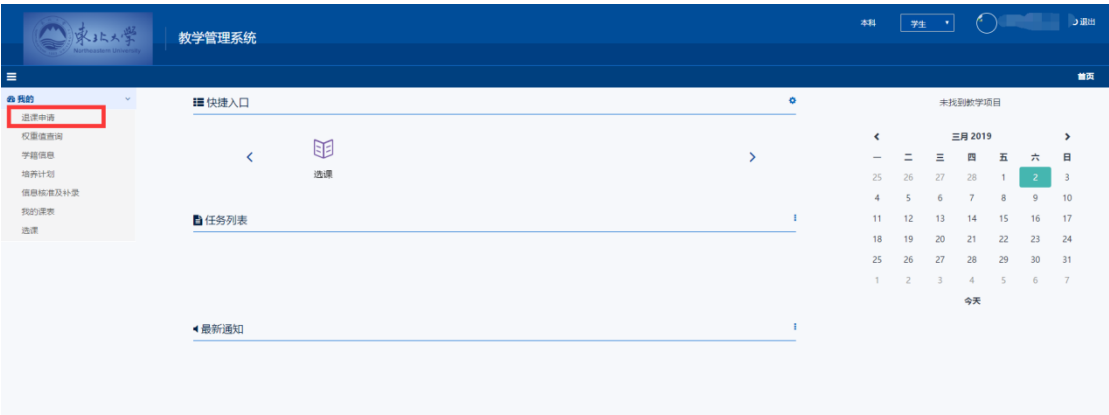 东北大学
Northeastern University
教学管理系统
本科
学生
退出
首页
我的
退课申请
权重值查询
学籍信息
培养计划
信息核准及补录
我的课表
选课
快捷入口
选课
任务列表
最新通知
未找到教学项目
三月 2019
一 二 三 四 五 六 日
25 26 27 28 1 2 3
4 5 6 7 8 9 10
11 12 13 14 15 16 17
18 19 20 21 22 23 24
25 26 27 28 29 30 31
1 2 3 4 5 6 7
今天